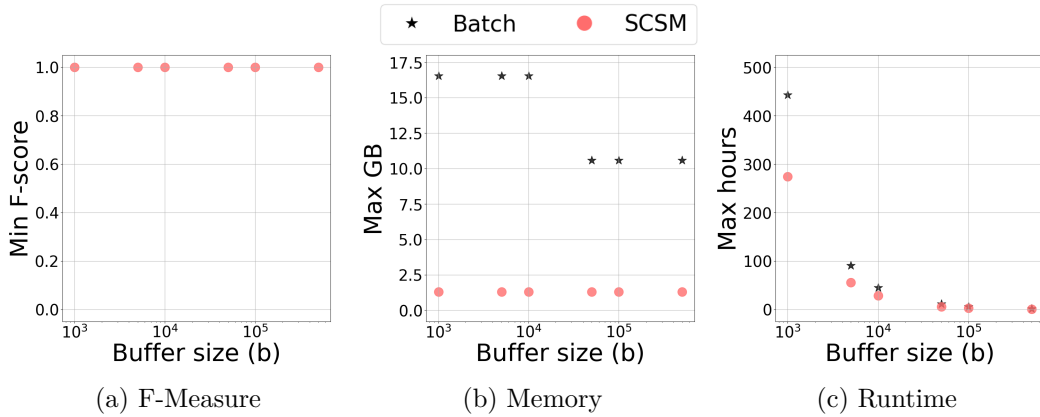 Batch SCSM
1.0
0.8
0.6
0.4
0.2
0.0
Min F-score
10³ 10⁴ 10⁵
Buffer size (b)
(a) F-Measure
17.5
15.0
12.5
10.0
7.5
5.0
2.5
0.0
Max GB
10³ 10⁴ 10⁵
Buffer size (b)
(b) Memory
500
400
300
200
100
0
Max hours
10³ 10⁴ 10⁵
Buffer size (b)
(c) Runtime